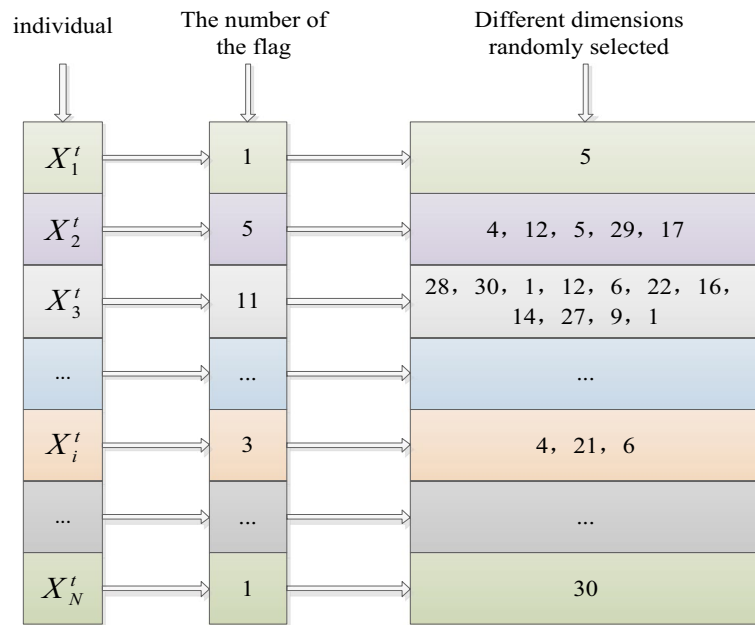 individual
The number of
the flag
Different dimensions
randomly selected
X_1^t
1
5
X_2^t
5
4, 12, 5, 29, 17
X_3^t
11
28, 30, 1, 12, 6, 22, 16,
14, 27, 9, 1
...
...
...
X_i^t
3
4, 21, 6
...
...
...
X_N^t
1
30